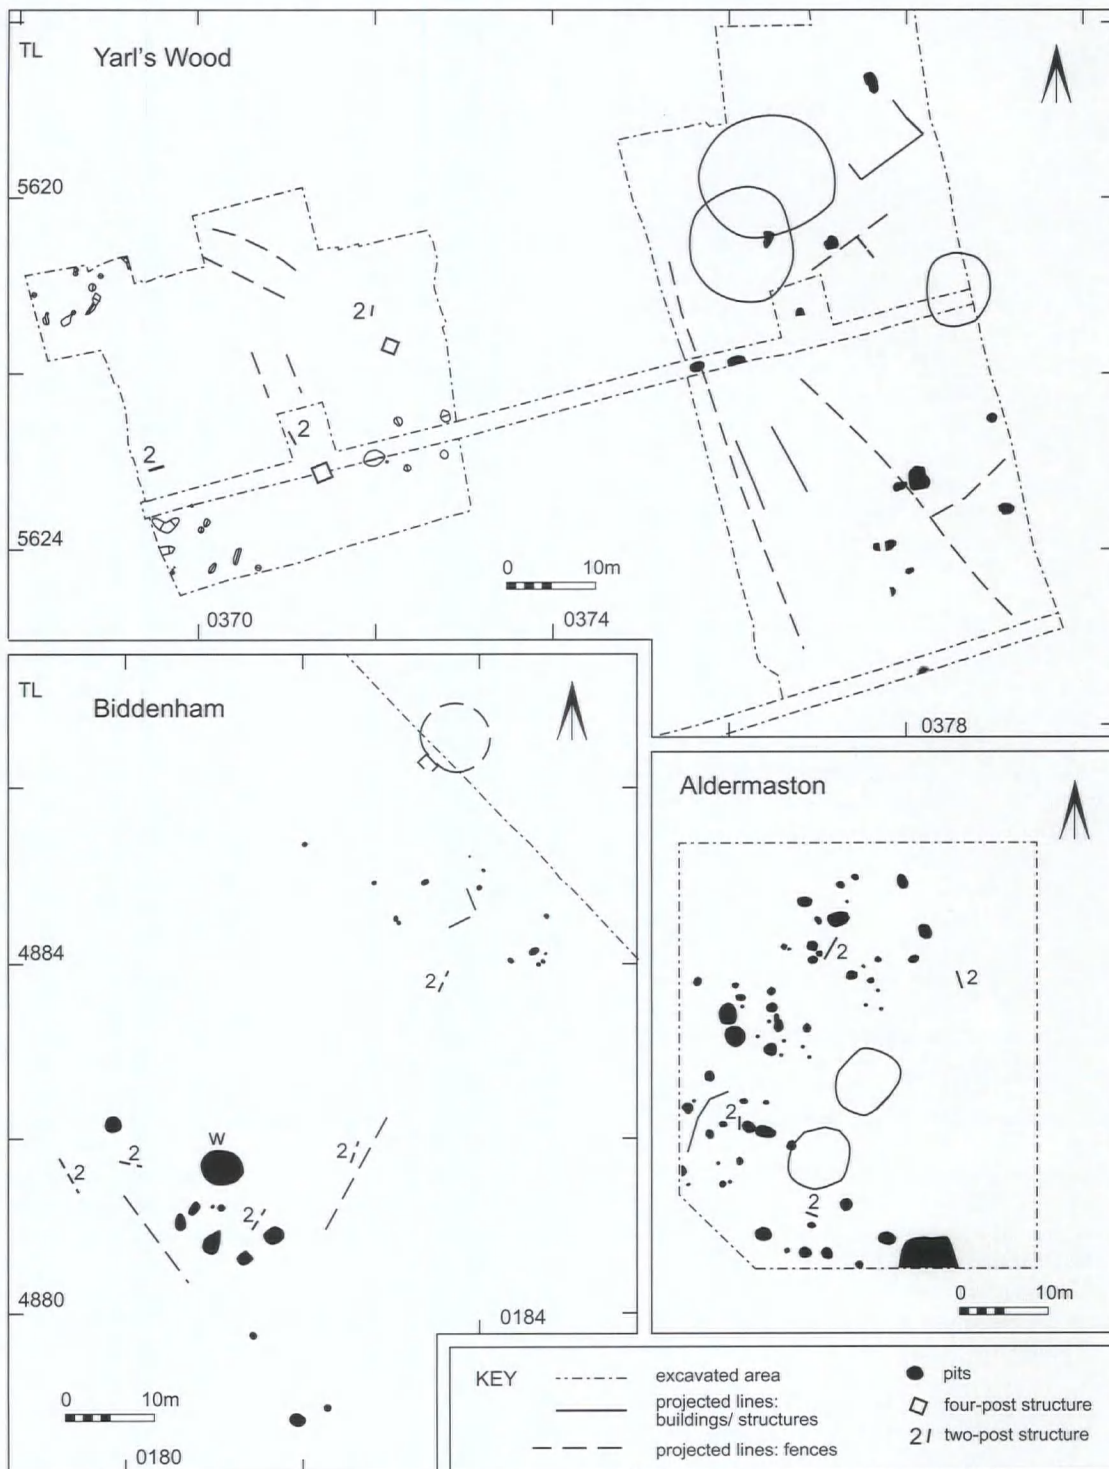 TL
Yarl's Wood
5620
2
2
2
5624
0 10m
0370
0374
0378
TL
Biddenham
4884
2
W
2
2
2
2
4880
0184
0 10m
0180
Aldermaston
2
2
2
2
0 10m
KEY
excavated area
projected lines:
buildings/ structures
projected lines: fences
pits
four-post structure
2 two-post structure